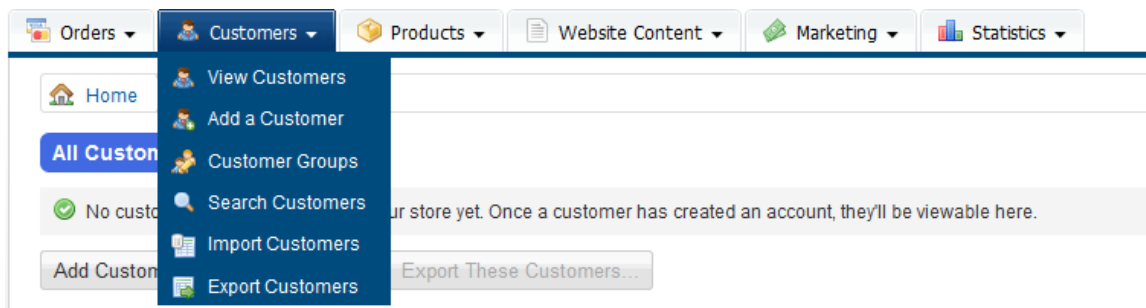 Orders Customers Products Website Content Marketing Statistics
View Customers
Home
Add a Customer
All Custom
Customer Groups
Search Customers
No custo ur store yet. Once a customer has created an account, they'll be viewable here.
Import Customers
Add Custom Export These Customers...
Export Customers